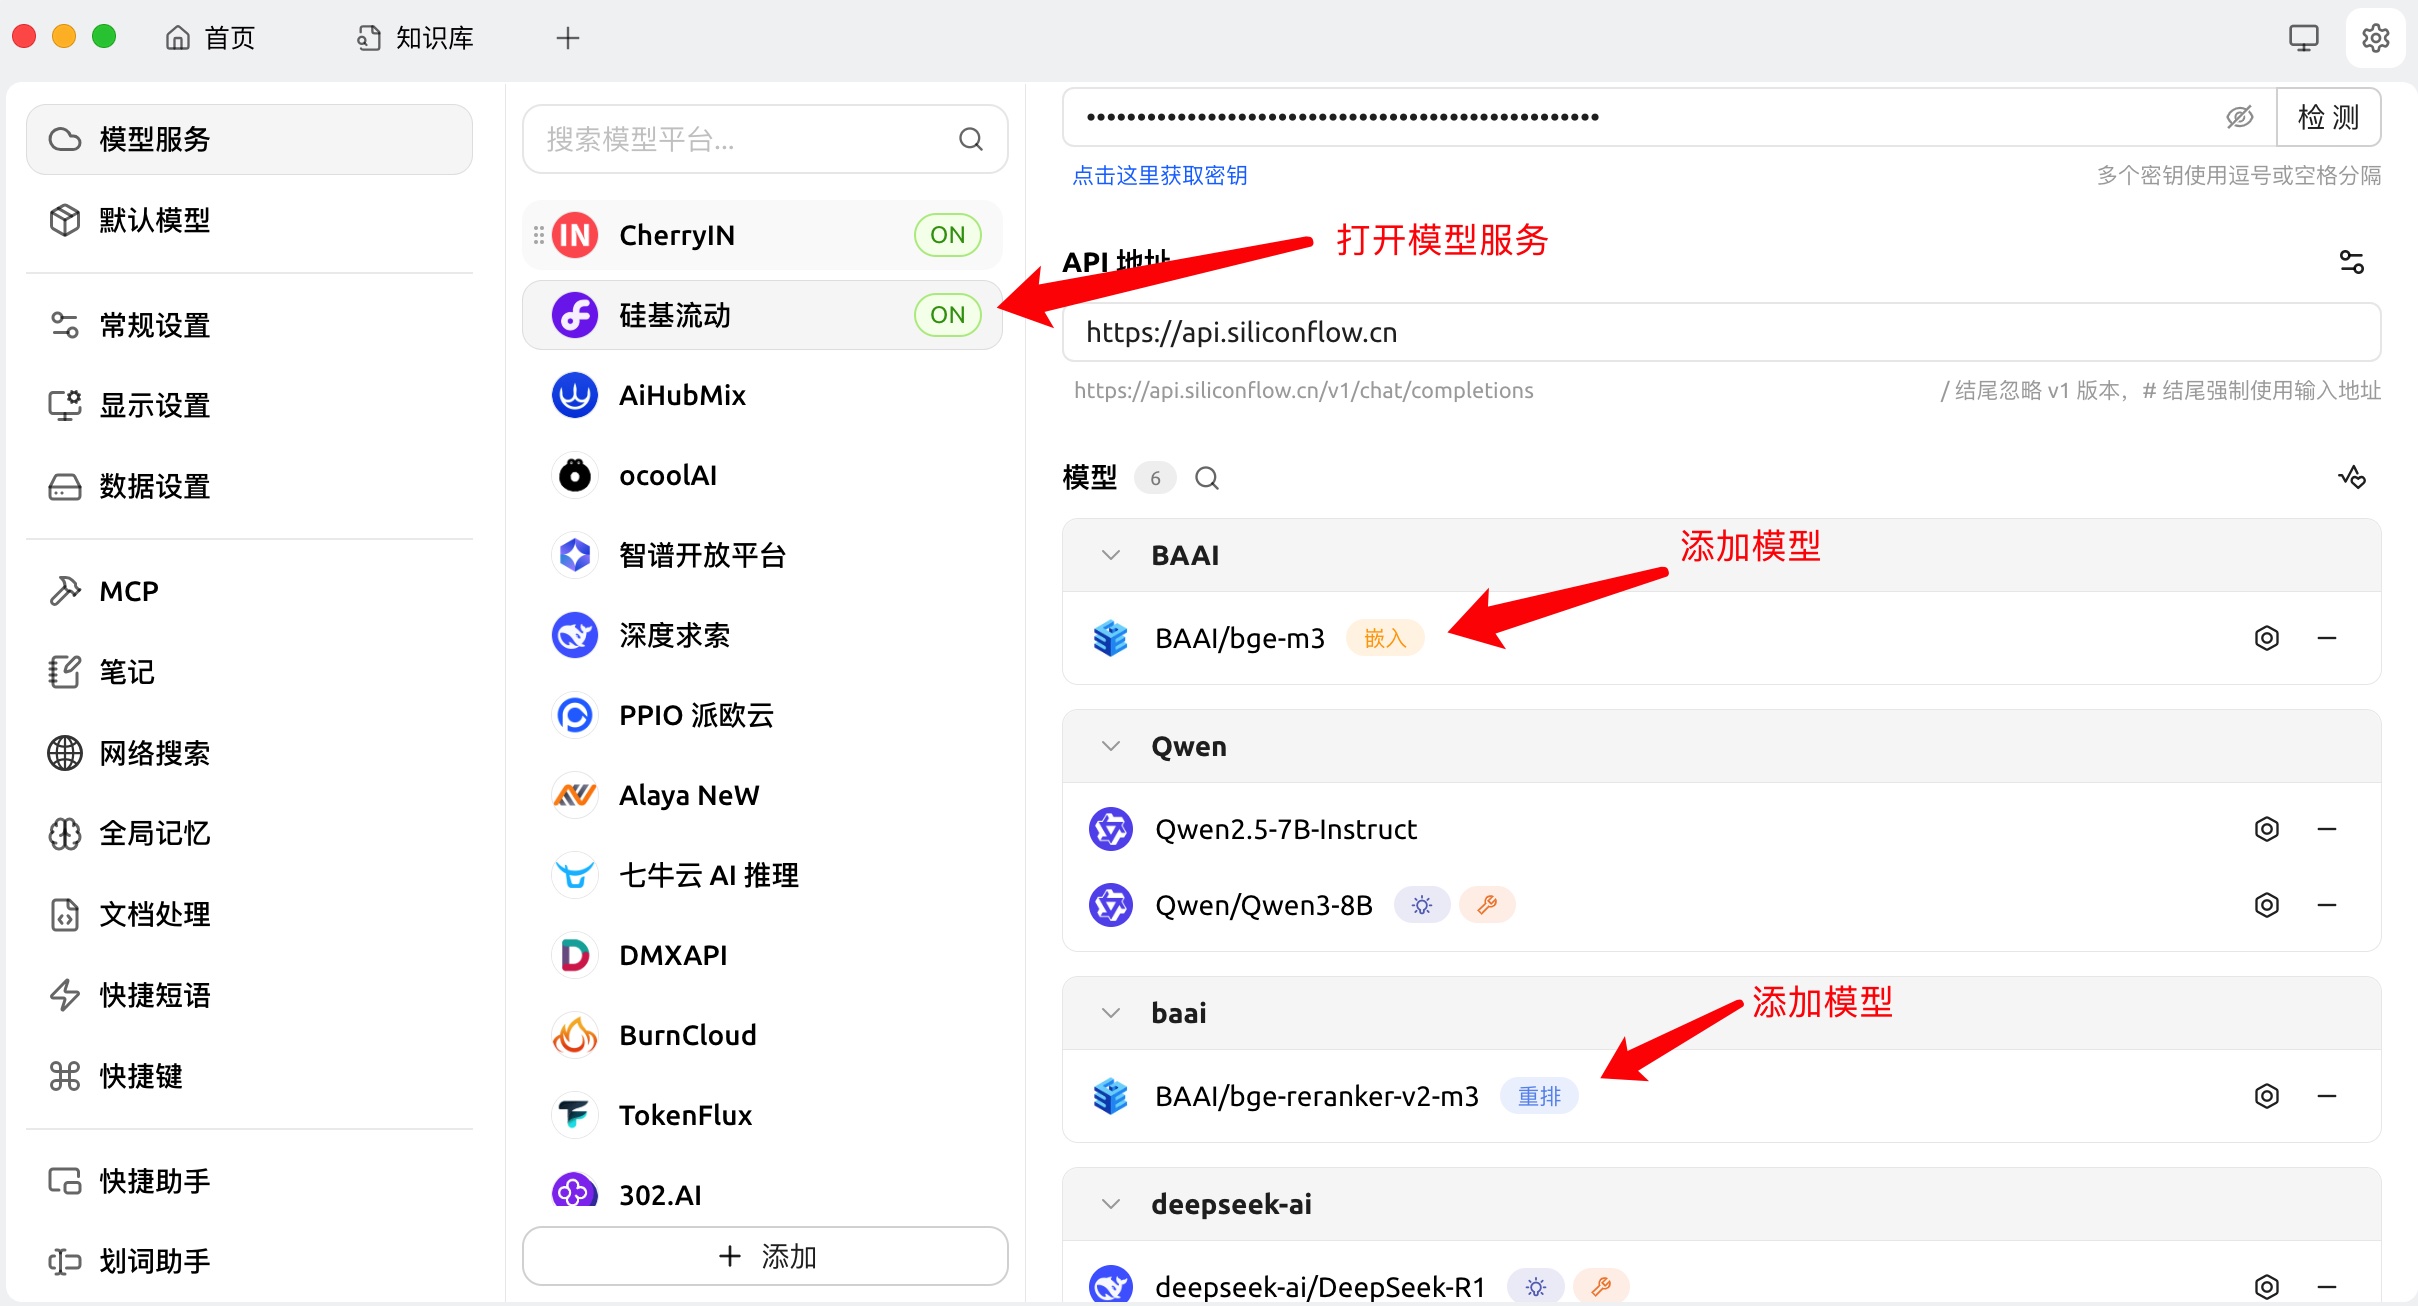 首页
知识库
模型服务
默认模型
常规设置
显示设置
数据设置
MCP
笔记
网络搜索
全局记忆
文档处理
快捷短语
快捷键
快捷助手
划词助手
搜索模型平台...
CherryIN ON
硅基流动 ON
AiHubMix
ocoolAI
智谱开放平台
深度求索
PPIO 派欧云
Alaya NeW
七牛云 AI 推理
DMXAPI
BurnCloud
TokenFlux
302.AI
添加
检 测
点击这里获取密钥
多个密钥使用逗号或空格分隔
打开模型服务
API 地址
https://api.siliconflow.cn
https://api.siliconflow.cn/v1/chat/completions
/ 结尾忽略 v1 版本，# 结尾强制使用输入地址
模型 6
BAAI
添加模型
BAAI/bge-m3 嵌入
Qwen
Qwen2.5-7B-Instruct
Qwen/Qwen3-8B
baai
添加模型
BAAI/bge-reranker-v2-m3 重排
deepseek-ai
deepseek-ai/DeepSeek-R1